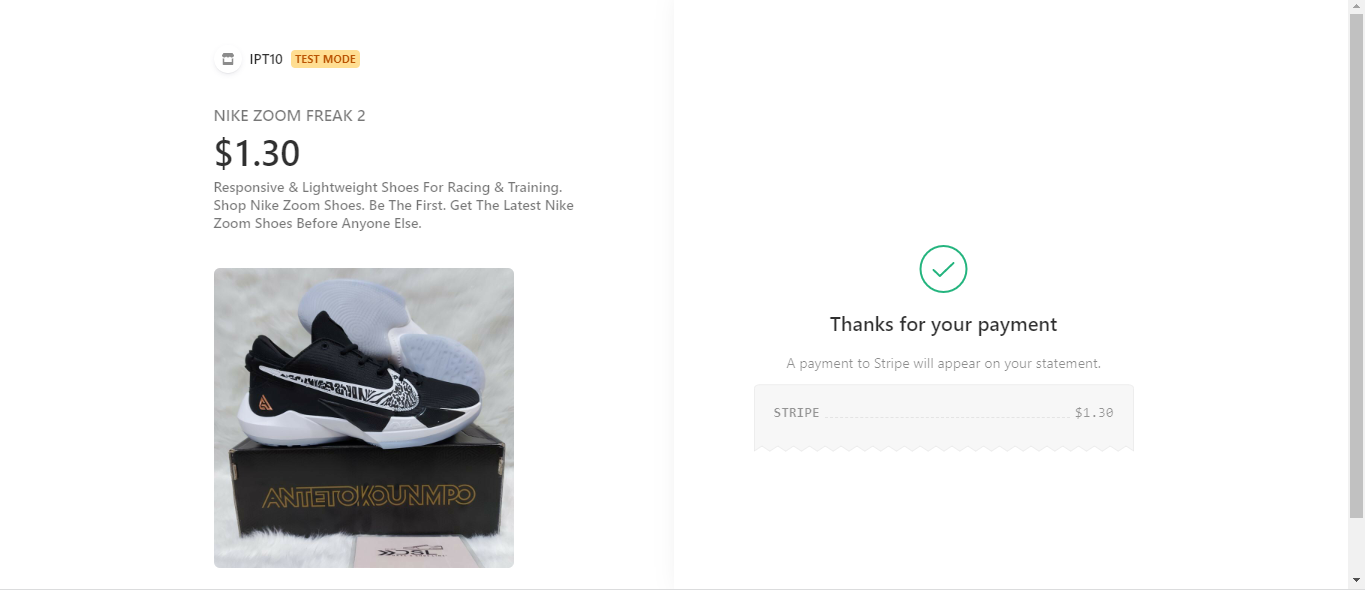 IPT10 TEST MODE
NIKE ZOOM FREAK 2
$1.30
Responsive & Lightweight Shoes For Racing & Training.
Shop Nike Zoom Shoes. Be The First. Get The Latest Nike
Zoom Shoes Before Anyone Else.
ANTETOKOUNMPO
JSL
Thanks for your payment
A payment to Stripe will appear on your statement.
STRIPE $1.30